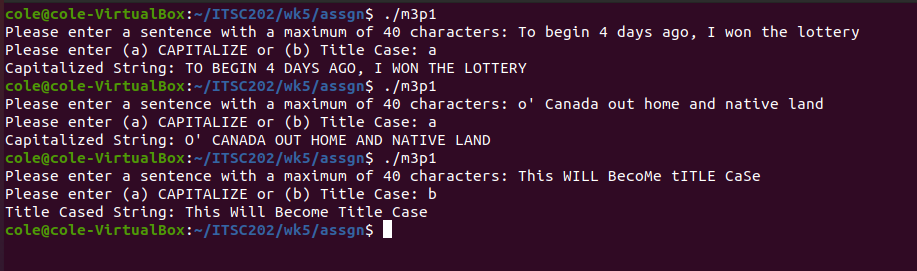 cole@cole-VirtualBox:~/ITSC202/wk5/assgn$ ./m3p1
Please enter a sentence with a maximum of 40 characters: To begin 4 days ago, I won the lottery
Please enter (a) CAPITALIZE or (b) Title Case: a
Capitalized String: TO BEGIN 4 DAYS AGO, I WON THE LOTTERY
cole@cole-VirtualBox:~/ITSC202/wk5/assgn$ ./m3p1
Please enter a sentence with a maximum of 40 characters: o' Canada out home and native land
Please enter (a) CAPITALIZE or (b) Title Case: a
Capitalized String: O' CANADA OUT HOME AND NATIVE LAND
cole@cole-VirtualBox:~/ITSC202/wk5/assgn$ ./m3p1
Please enter a sentence with a maximum of 40 characters: This WILL BecoMe tITLE CaSe
Please enter (a) CAPITALIZE or (b) Title Case: b
Title Cased String: This Will Become Title Case
cole@cole-VirtualBox:~/ITSC202/wk5/assgn$